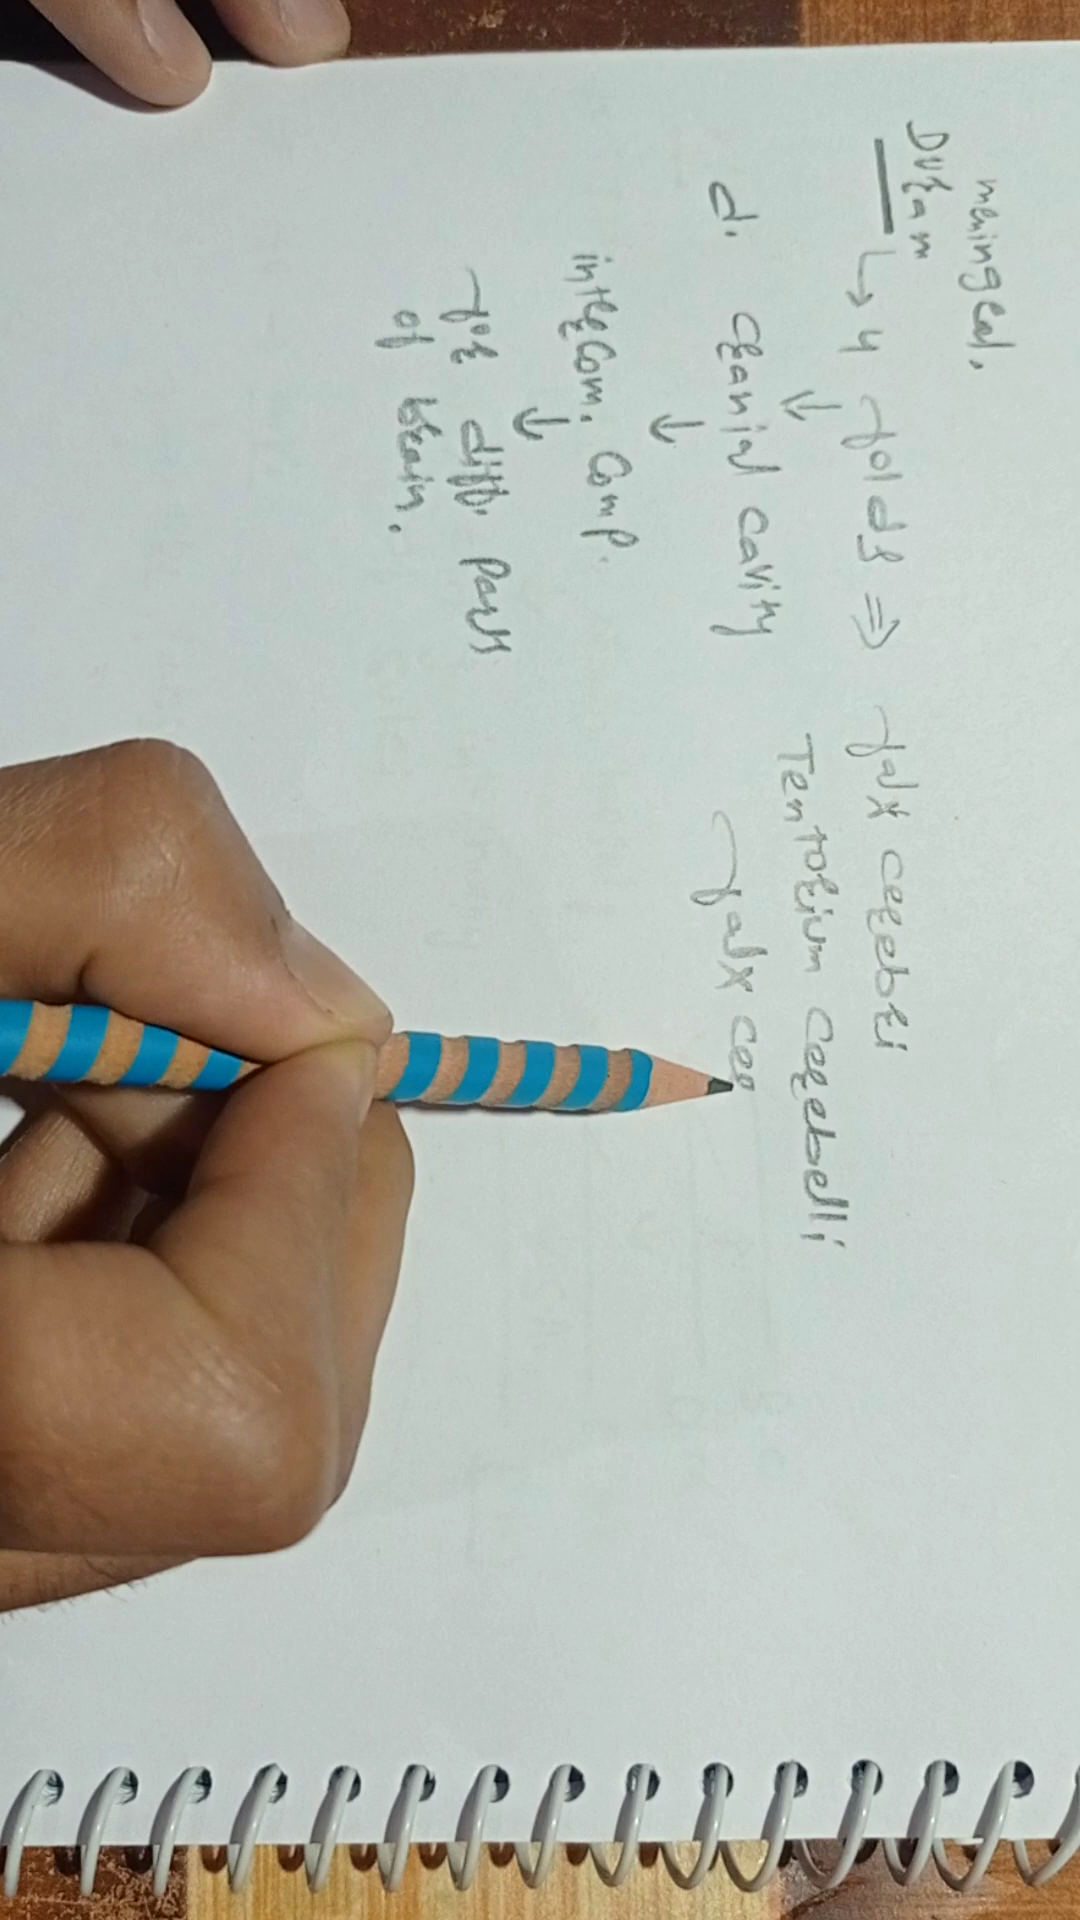 meningeal,
Duram
↳ 4 folds ⇒ falx cerebri
Tentorium cerebelli
falx cer
↓
d. cranial cavity
↓
intercom. comp.
↓
for diff. parts
of brain.